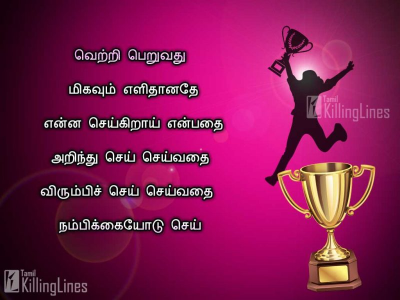 வெற்றி பெறுவது
மிகவும் எளிதானதே
என்ன செய்கிறாய் என்பதை
அறிந்து செய் செய்வதை
விரும்பிச் செய் செய்வதை
நம்பிக்கையோடு செய்
Tamil
KillingLines
Tamil
KillingLines